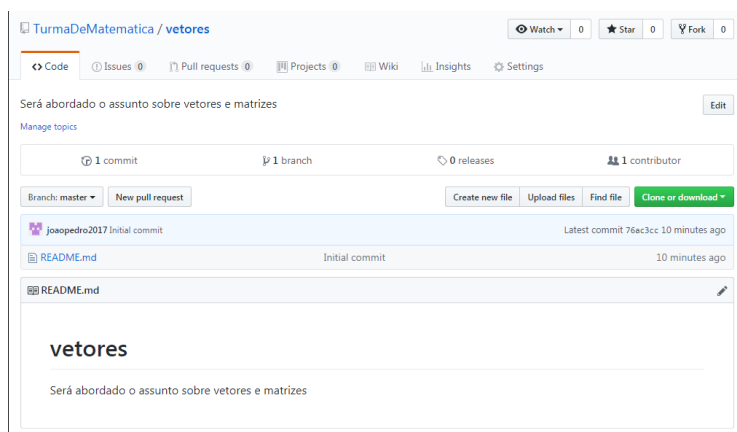 TurmaDeMatematica / vetores
Watch 0 Star 0 Fork 0
Code Issues 0 Pull requests 0 Projects 0 Wiki Insights Settings
Será abordado o assunto sobre vetores e matrizes Edit
Manage topics
1 commit 1 branch 0 releases 1 contributor
Branch: master New pull request Create new file Upload files Find file Clone or download
joaopedro2017 Initial commit Latest commit 76ac3cc 10 minutes ago
README.md Initial commit 10 minutes ago
README.md
vetores
Será abordado o assunto sobre vetores e matrizes